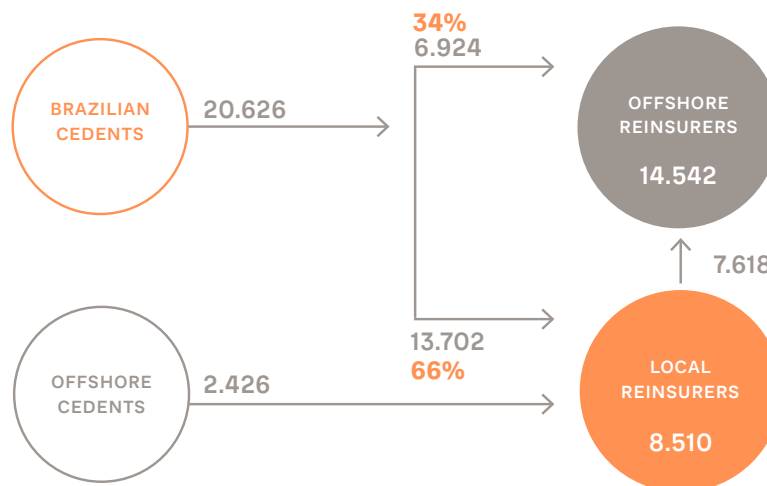 34%
6.924
BRAZILIAN
CEDENTS
20.626
OFFSHORE
REINSURERS
14.542
7.618
13.702
66%
OFFSHORE
CEDENTS
2.426
LOCAL
REINSURERS
8.510